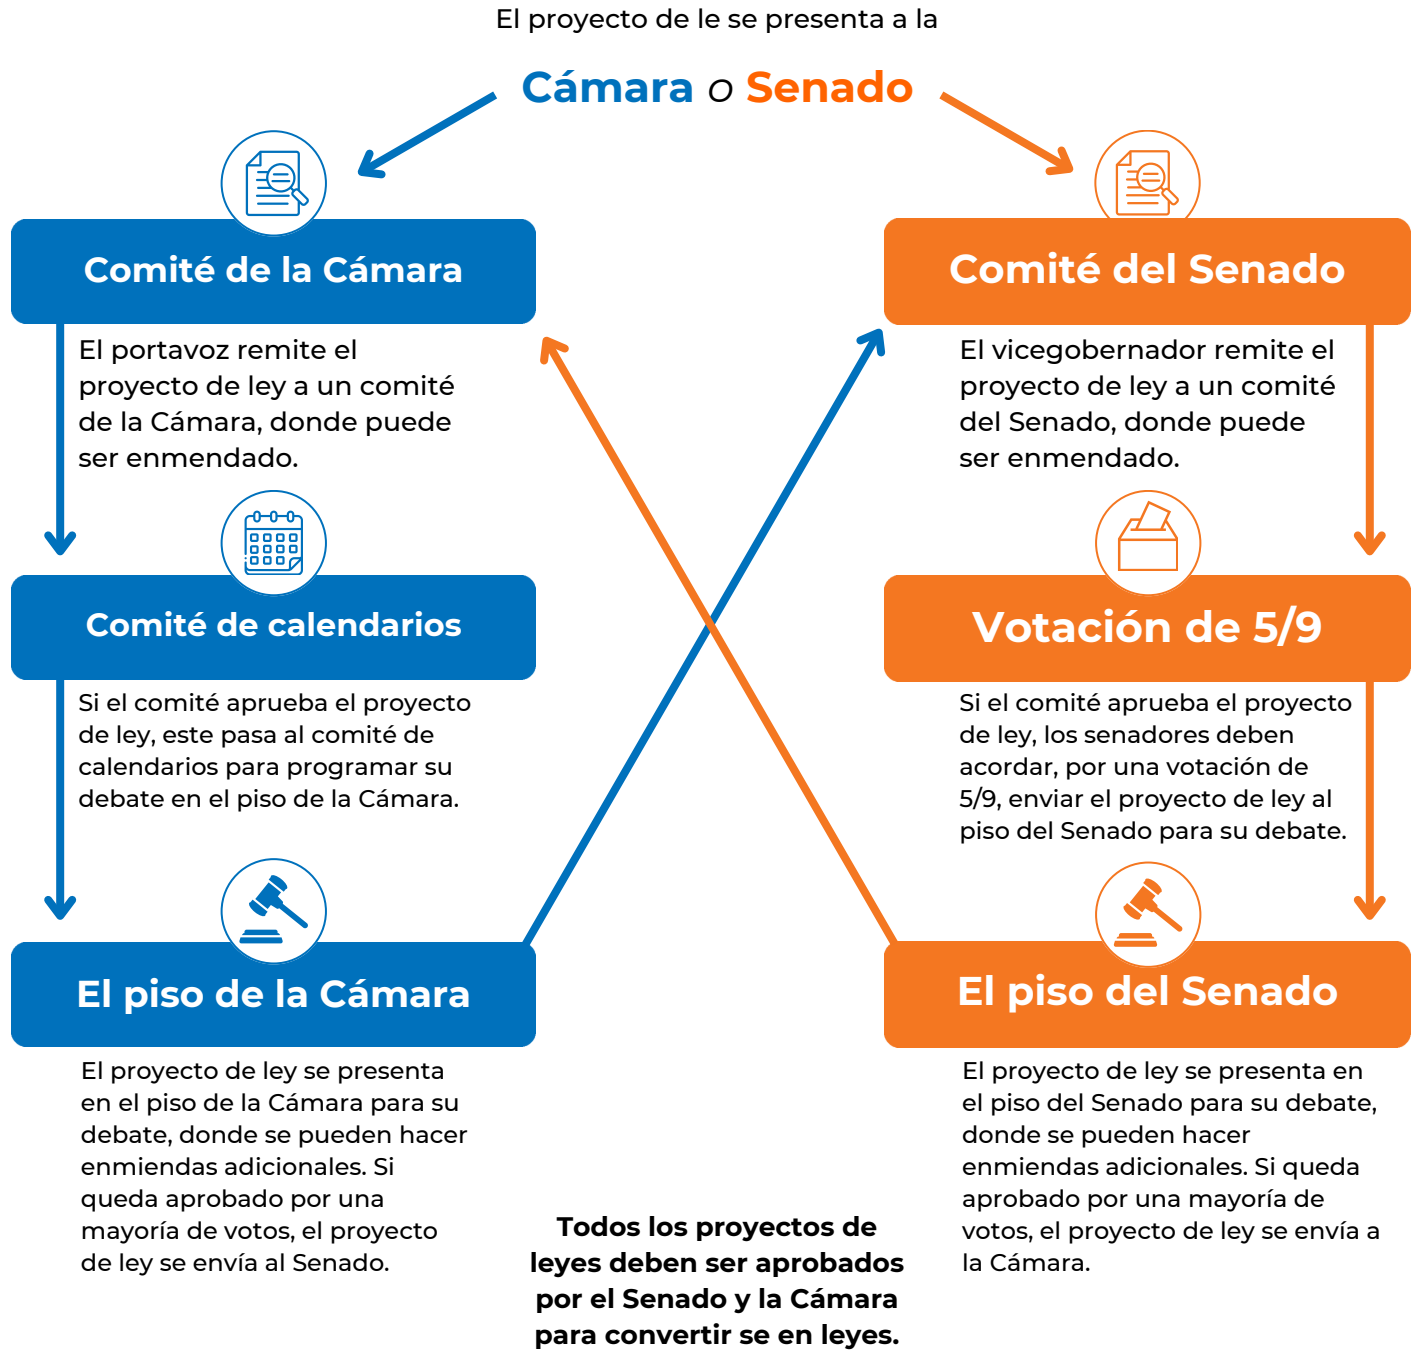 El proyecto de le se presenta a la
Cámara o Senado
Comité de la Cámara
El portavoz remite el
proyecto de ley a un comité
de la Cámara, donde puede
ser enmendado.
Comité de calendarios
Si el comité aprueba el proyecto
de ley, este pasa al comité de
calendarios para programar su
debate en el piso de la Cámara.
El piso de la Cámara
El proyecto de ley se presenta
en el piso de la Cámara para su
debate, donde se pueden hacer
enmiendas adicionales. Si
queda aprobado por una
mayoría de votos, el proyecto
de ley se envía al Senado.
Comité del Senado
El vicegobernador remite el
proyecto de ley a un comité
del Senado, donde puede
ser enmendado.
Votación de 5/9
Si el comité aprueba el proyecto
de ley, los senadores deben
acordar, por una votación de
5/9, enviar el proyecto de ley al
piso del Senado para su debate.
El piso del Senado
El proyecto de ley se presenta en
el piso del Senado para su debate,
donde se pueden hacer
enmiendas adicionales. Si queda
aprobado por una mayoría de
votos, el proyecto de ley se envía a
la Cámara.
Todos los proyectos de
leyes deben ser aprobados
por el Senado y la Cámara
para convertir se en leyes.